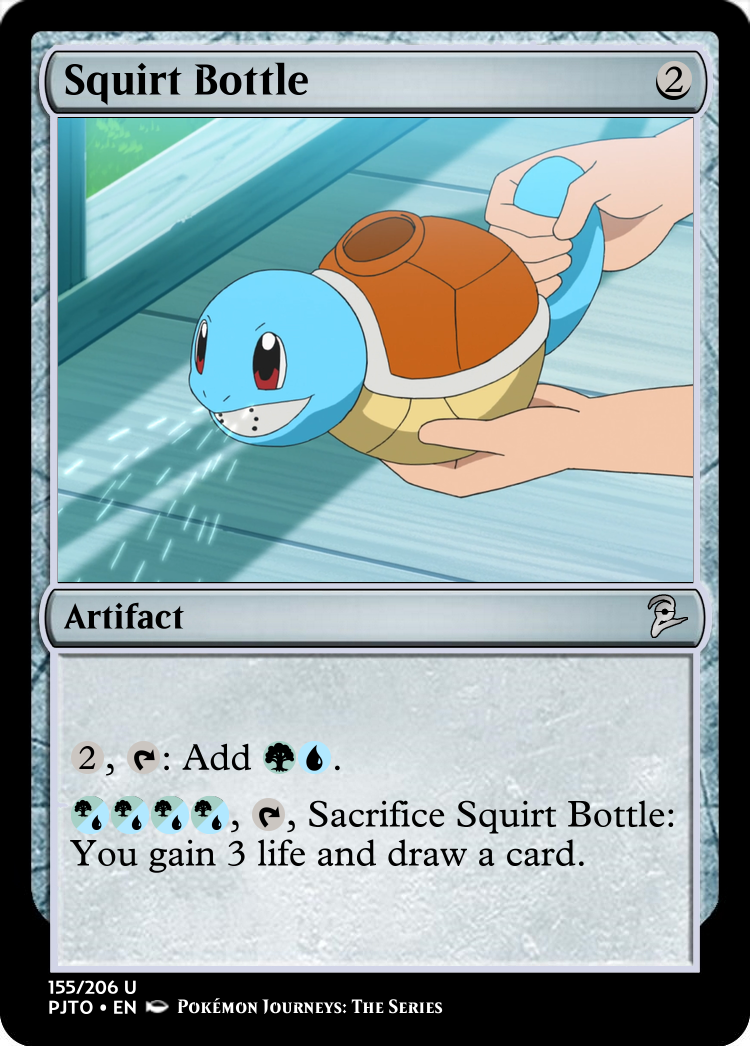 Squirt Bottle 2
Artifact
2, : Add .
, , Sacrifice Squirt Bottle:
You gain 3 life and draw a card.
155/206 U
PJTO • EN Pokémon Journeys: The Series